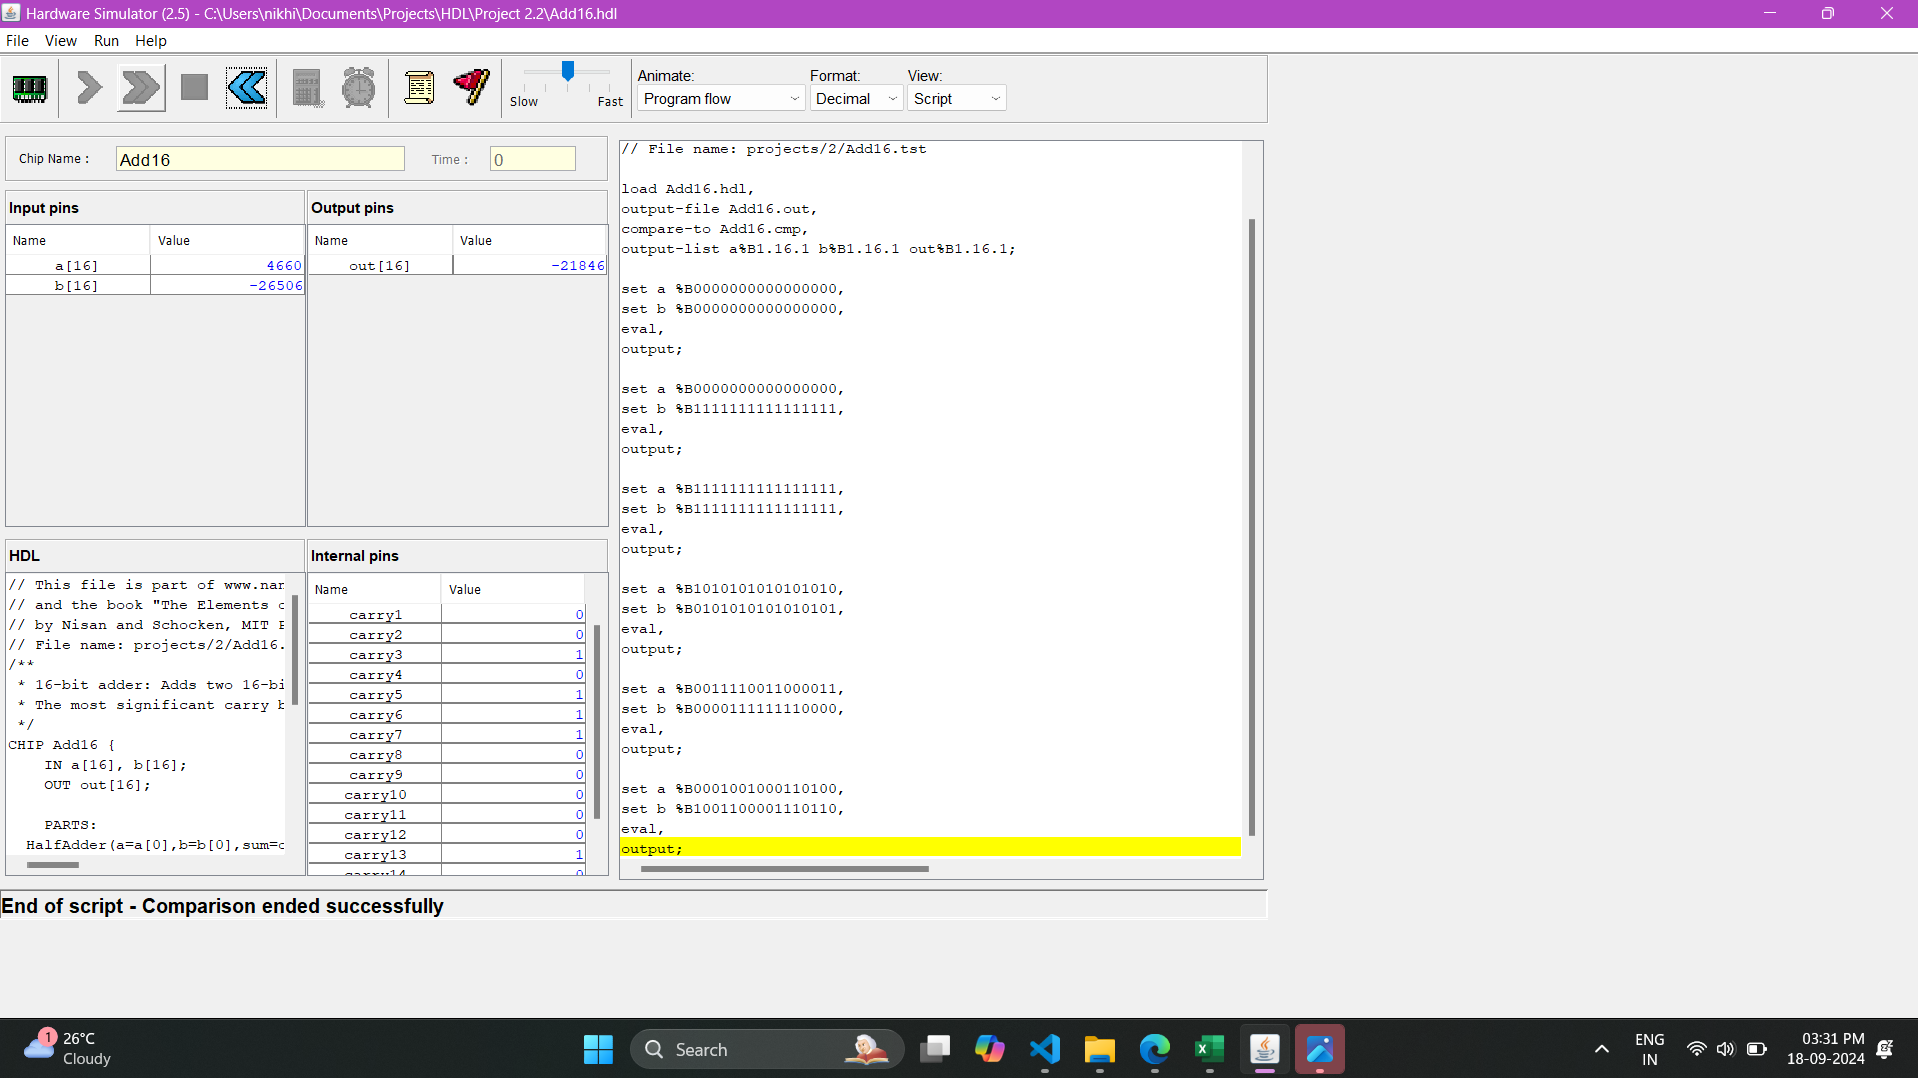 Hardware Simulator (2.5) - C:\Users\nikhi\Documents\Projects\HDL\Project 2.2\Add16.hdl
File View Run Help
Slow Fast
Animate: Format: View:
Program flow Decimal Script
Chip Name : Add16 Time : 0
Input pins
Name Value
a[16] 4660
b[16] -26506
Output pins
Name Value
out[16] -21846
HDL
// This file is part of www.nan
// and the book "The Elements o
// by Nisan and Schocken, MIT P
// File name: projects/2/Add16.
/**
* 16-bit adder: Adds two 16-bi
* The most significant carry b
*/
CHIP Add16 {
IN a[16], b[16];
OUT out[16];
PARTS:
HalfAdder(a=a[0],b=b[0],sum=o
Internal pins
Name Value
carry1 0
carry2 0
carry3 1
carry4 0
carry5 1
carry6 1
carry7 1
carry8 0
carry9 0
carry10 0
carry11 0
carry12 0
carry13 1
carry14 0
// File name: projects/2/Add16.tst
load Add16.hdl,
output-file Add16.out,
compare-to Add16.cmp,
output-list a%B1.16.1 b%B1.16.1 out%B1.16.1;
set a %B0000000000000000,
set b %B0000000000000000,
eval,
output;
set a %B0000000000000000,
set b %B1111111111111111,
eval,
output;
set a %B1111111111111111,
set b %B1111111111111111,
eval,
output;
set a %B1010101010101010,
set b %B0101010101010101,
eval,
output;
set a %B0011110011000011,
set b %B0000111111110000,
eval,
output;
set a %B0001001000110100,
set b %B1001100001110110,
eval,
output;
End of script - Comparison ended successfully
1
26°C
Cloudy
Search
ENG
IN
03:31 PM
18-09-2024